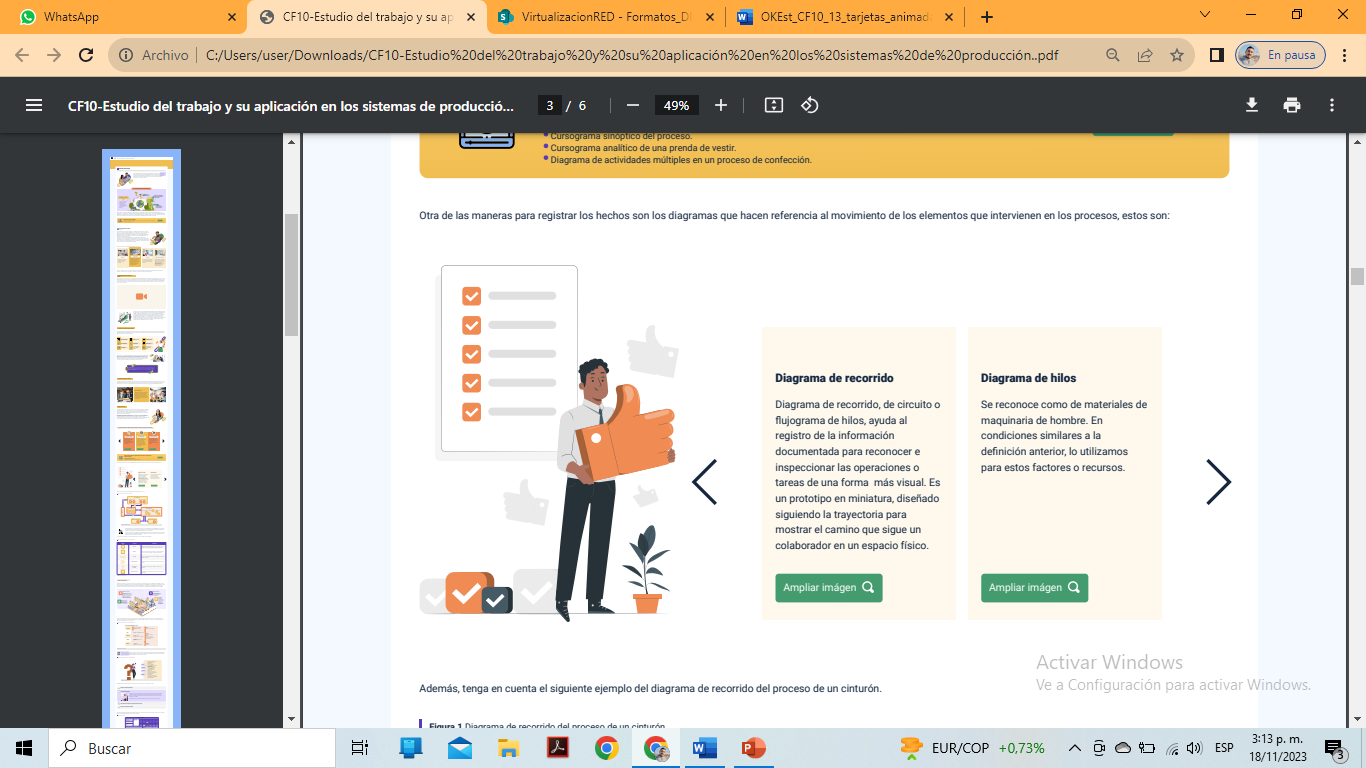 WhatsApp
CF10-Estudio del trabajo y su ap
VirtualizacionRED - Formatos_DI
OKEst_CF10_13_tarjetas_animada
Archivo
C:/Users/user/Downloads/CF10-Estudio%20del%20trabajo%20y%20su%20aplicación%20en%20los%20sistemas%20de%20producción..pdf
En pausa
CF10-Estudio del trabajo y su aplicación en los sistemas de producció...
3 / 6
49%
Cursograma sinóptico del proceso.
Cursograma analítico de una prenda de vestir.
Diagrama de actividades múltiples en un proceso de confección.
Otra de las maneras para registrar los hechos son los diagramas que hacen referencia al movimiento de los elementos que intervienen en los procesos, estos son:
Diagrama de recorrido
Diagrama de recorrido, de circuito o
flujograma de hilos, ayuda al
registro de la información
documentada para reconocer e
inspeccionar las operaciones o
tareas de una forma más visual. Es
un prototipo en miniatura, diseñado
siguiendo la trayectoria para
mostrar el camino que sigue un
colaborador en un espacio físico.
Ampliar imágen
Diagrama de hilos
Se reconoce como de materiales de
maquinaria de hombre. En
condiciones similares a la
definición anterior, lo utilizamos
para estos factores o recursos.
Ampliar imágen
Activar Windows
Ve a Configuración para activar Windows.
Además, tenga en cuenta el siguiente ejemplo del diagrama de recorrido del proceso de un cinturón.
Figura 1 Diagrama de recorrido del proceso de un cinturón
Buscar
EUR/COP +0,73%
ESP
3:13 p. m.
18/11/2023
3